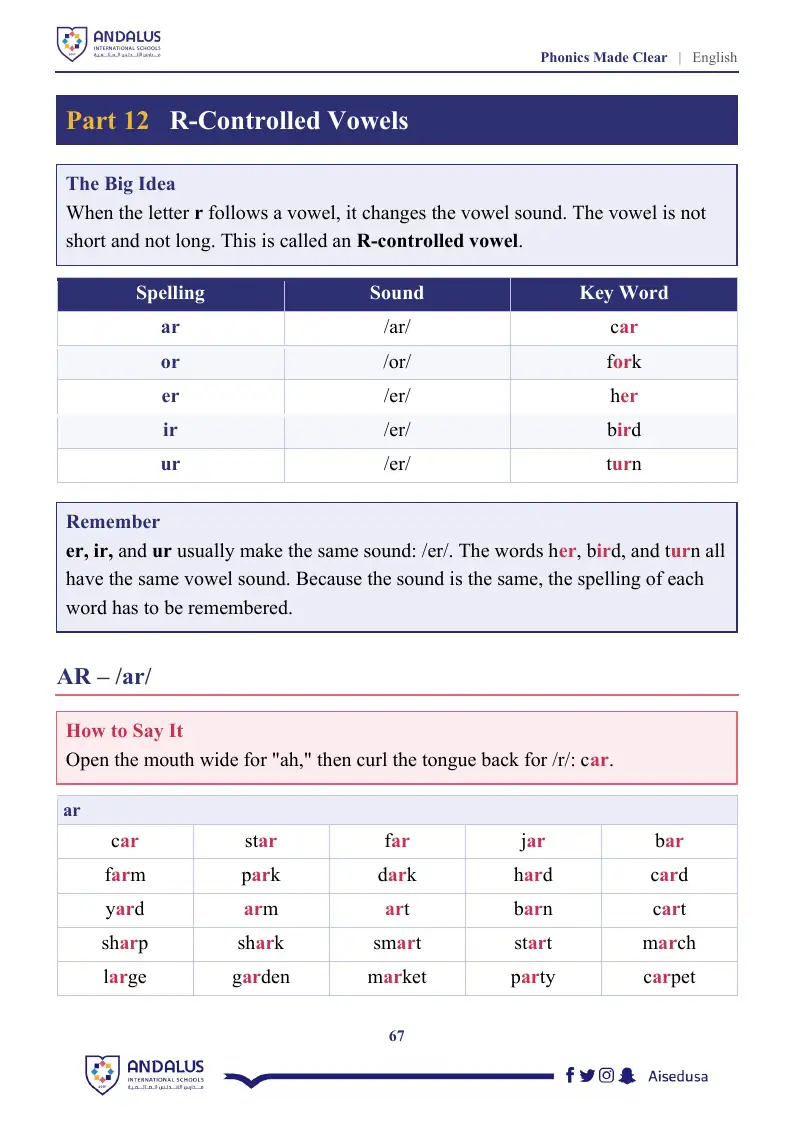 ANDALUS
INTERNATIONAL SCHOOLS
مدارس الأندلس العالمية
Phonics Made Clear | English
Part 12 R-Controlled Vowels
The Big Idea
When the letter r follows a vowel, it changes the vowel sound. The vowel is not
short and not long. This is called an R-controlled vowel.
Spelling Sound Key Word
ar /ar/ car
or /or/ fork
er /er/ her
ir /er/ bird
ur /er/ turn
Remember
er, ir, and ur usually make the same sound: /er/. The words her, bird, and turn all
have the same vowel sound. Because the sound is the same, the spelling of each
word has to be remembered.
AR – /ar/
How to Say It
Open the mouth wide for "ah," then curl the tongue back for /r/: car.
ar
car star far jar bar
farm park dark hard card
yard arm art barn cart
sharp shark smart start march
large garden market party carpet
67
ANDALUS
INTERNATIONAL SCHOOLS
مدارس الأندلس العالمية
Aisedusa